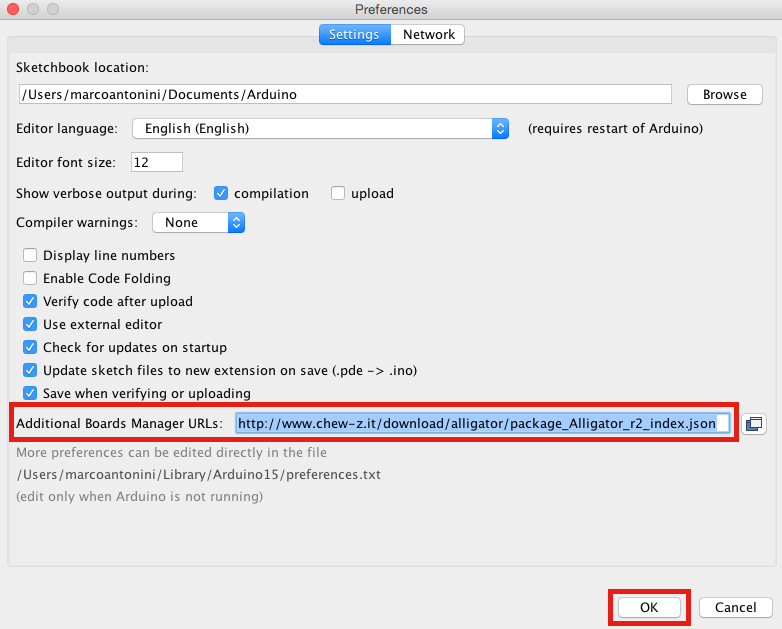 Preferences
Settings Network
Sketchbook location:
/Users/marcoantonini/Documents/Arduino Browse
Editor language: English (English) (requires restart of Arduino)
Editor font size: 12
Show verbose output during: compilation upload
Compiler warnings: None
Display line numbers
Enable Code Folding
Verify code after upload
Use external editor
Check for updates on startup
Update sketch files to new extension on save (.pde -> .ino)
Save when verifying or uploading
Additional Boards Manager URLs: http://www.chew-z.it/download/alligator/package_Alligator_r2_index.json
More preferences can be edited directly in the file
/Users/marcoantonini/Library/Arduino15/preferences.txt
(edit only when Arduino is not running)
OK Cancel